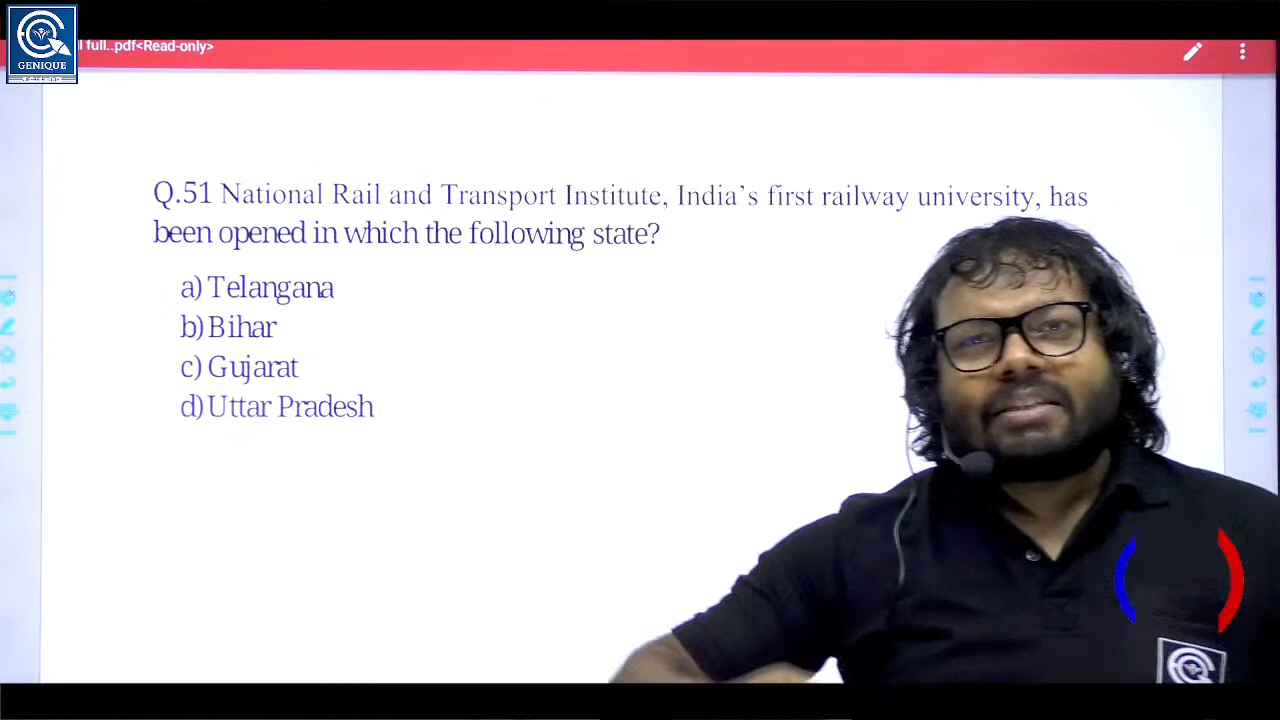 l full..pdf<Read-only>
GENIQUE
Q.51 National Rail and Transport Institute, India’s first railway university, has
been opened in which the following state?
a) Telangana
b) Bihar
c) Gujarat
d) Uttar Pradesh